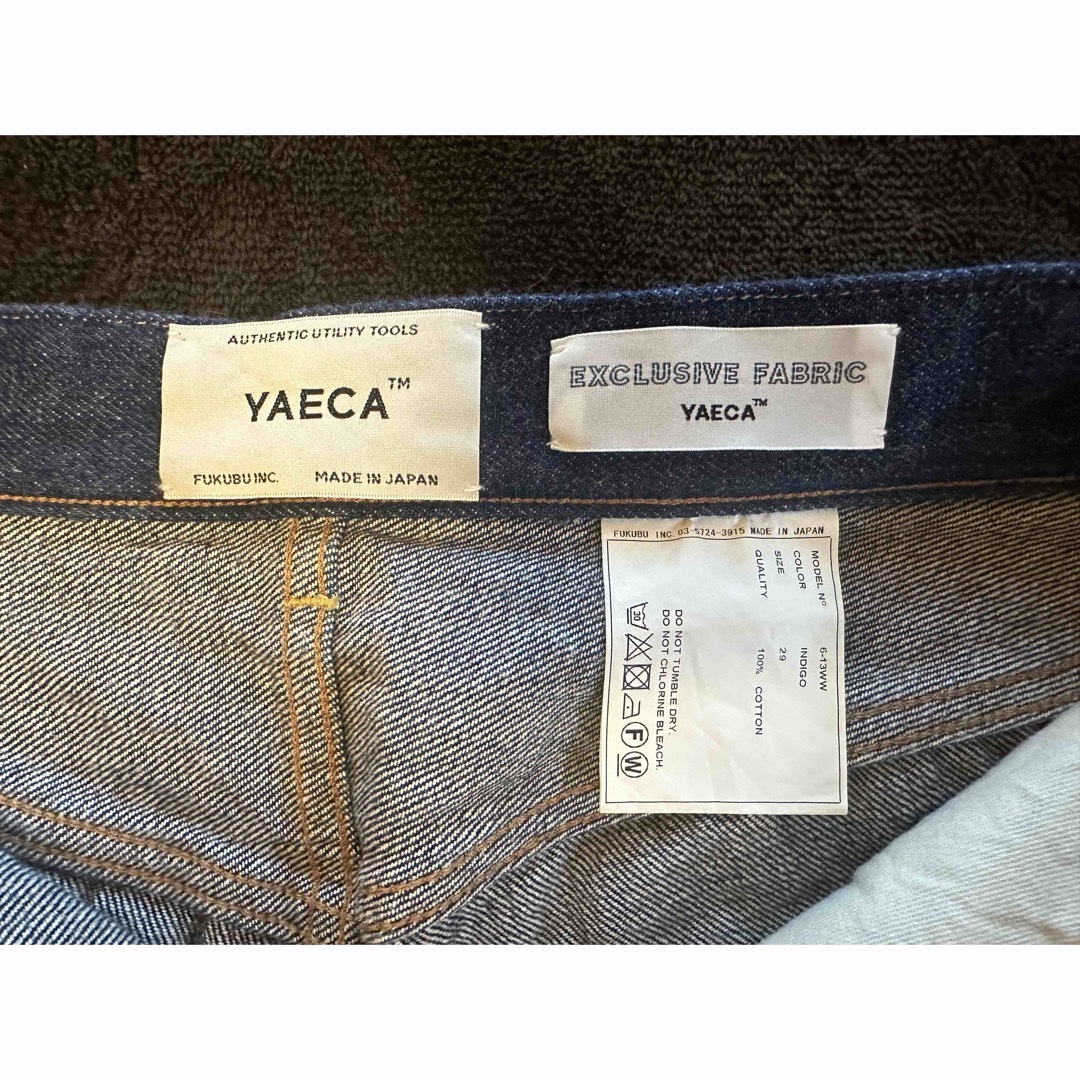 AUTHENTIC UTILITY TOOLS
YAECA™
FUKUBU INC. MADE IN JAPAN
EXCLUSIVE FABRIC
YAECA™
FUKUBU INC. 03-5724-3915 MADE IN JAPAN
MODEL Nº 6-13WW
COLOR INDIGO
SIZE 29
QUALITY 100% COTTON
DO NOT TUMBLE DRY.
DO NOT CHLORINE BLEACH.
30 F W